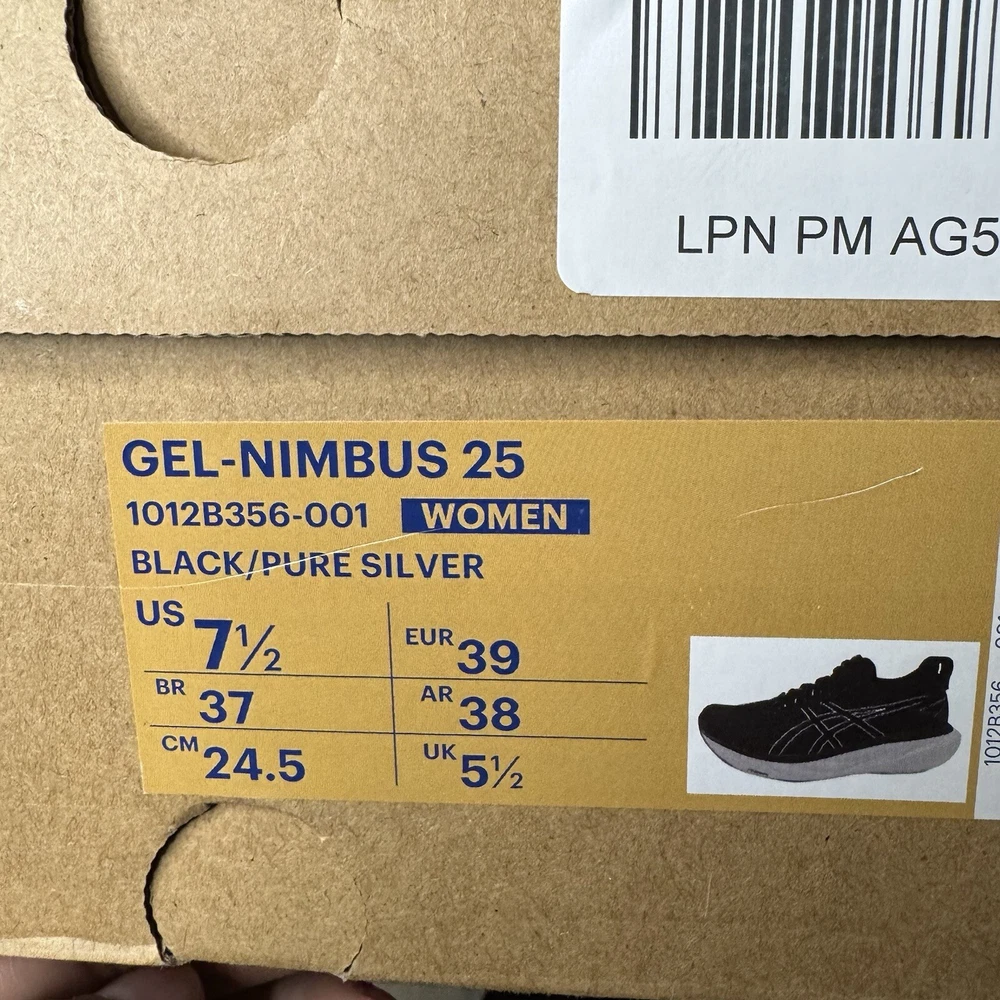 LPN PM AG5
GEL-NIMBUS 25
1012B356-001 WOMEN
BLACK/PURE SILVER
US 7½ EUR 39
BR 37 AR 38
CM 24.5 UK 5½
1012B356